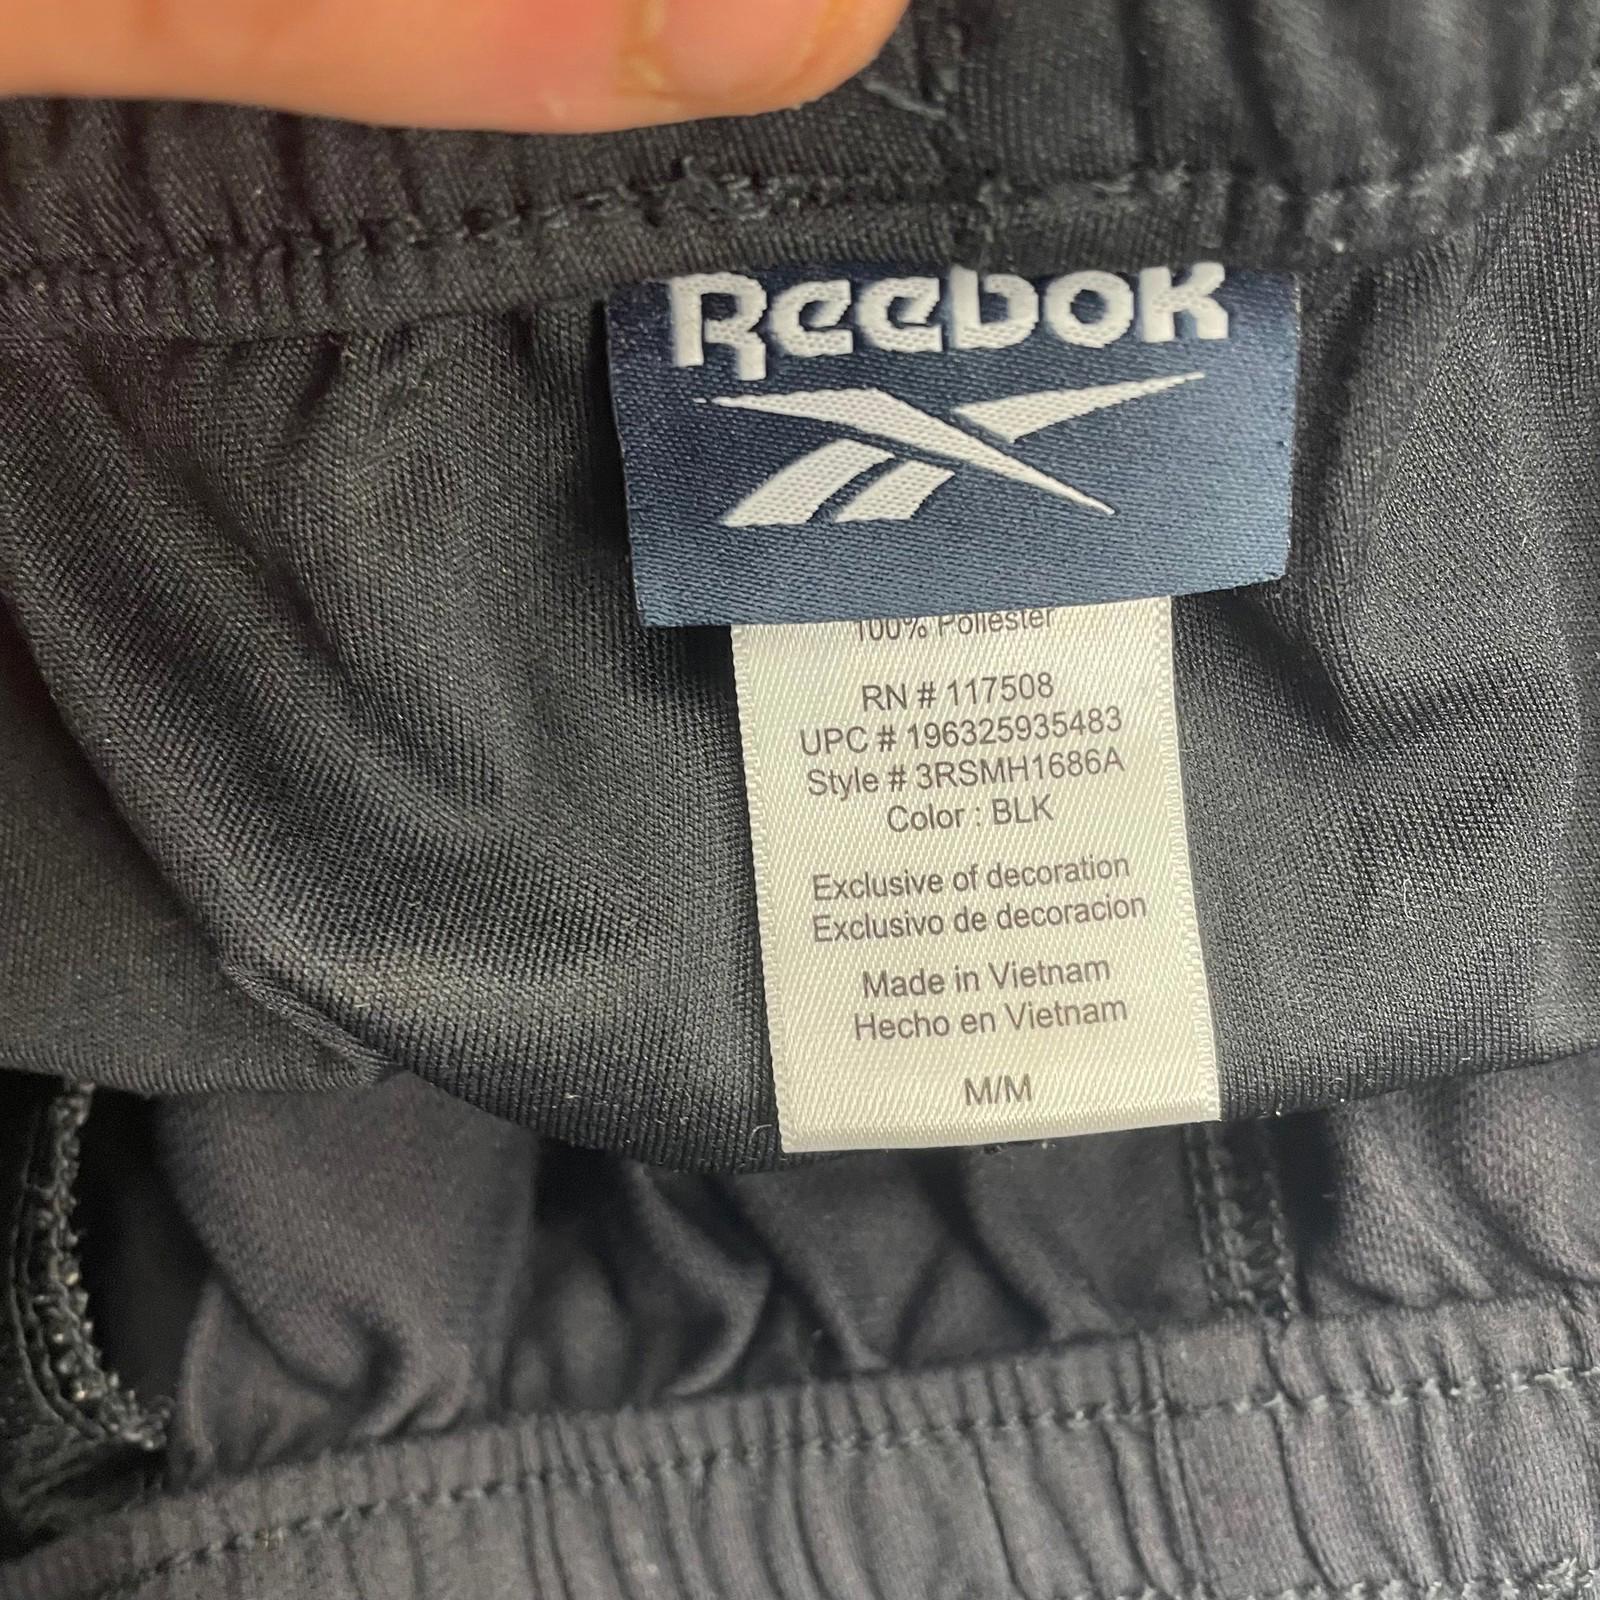 Reebok
100% Poliester
RN # 117508
UPC # 196325935483
Style # 3RSMH1686A
Color : BLK
Exclusive of decoration
Exclusivo de decoracion
Made in Vietnam
Hecho en Vietnam
M/M